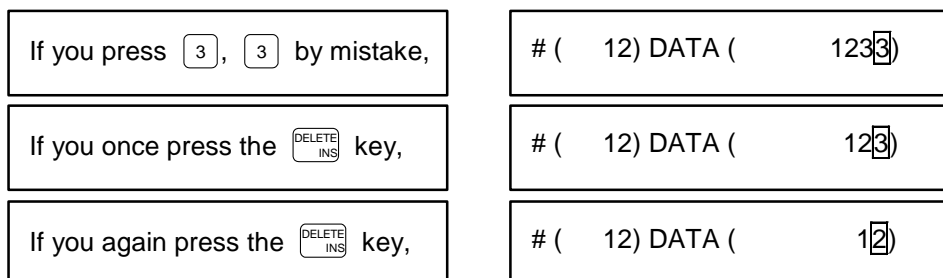 If you press 3, 3 by mistake,
# ( 12) DATA ( 1233)
If you once press the DELETE INS key,
# ( 12) DATA ( 123)
If you again press the DELETE INS key,
# ( 12) DATA ( 12)